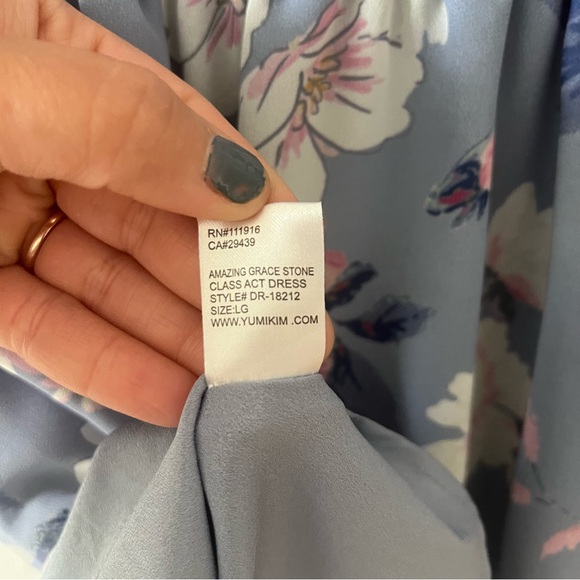 RN#111916
CA#29439
AMAZING GRACE STONE
CLASS ACT DRESS
STYLE# DR-18212
SIZE:LG
WWW.YUMIKIM .COM